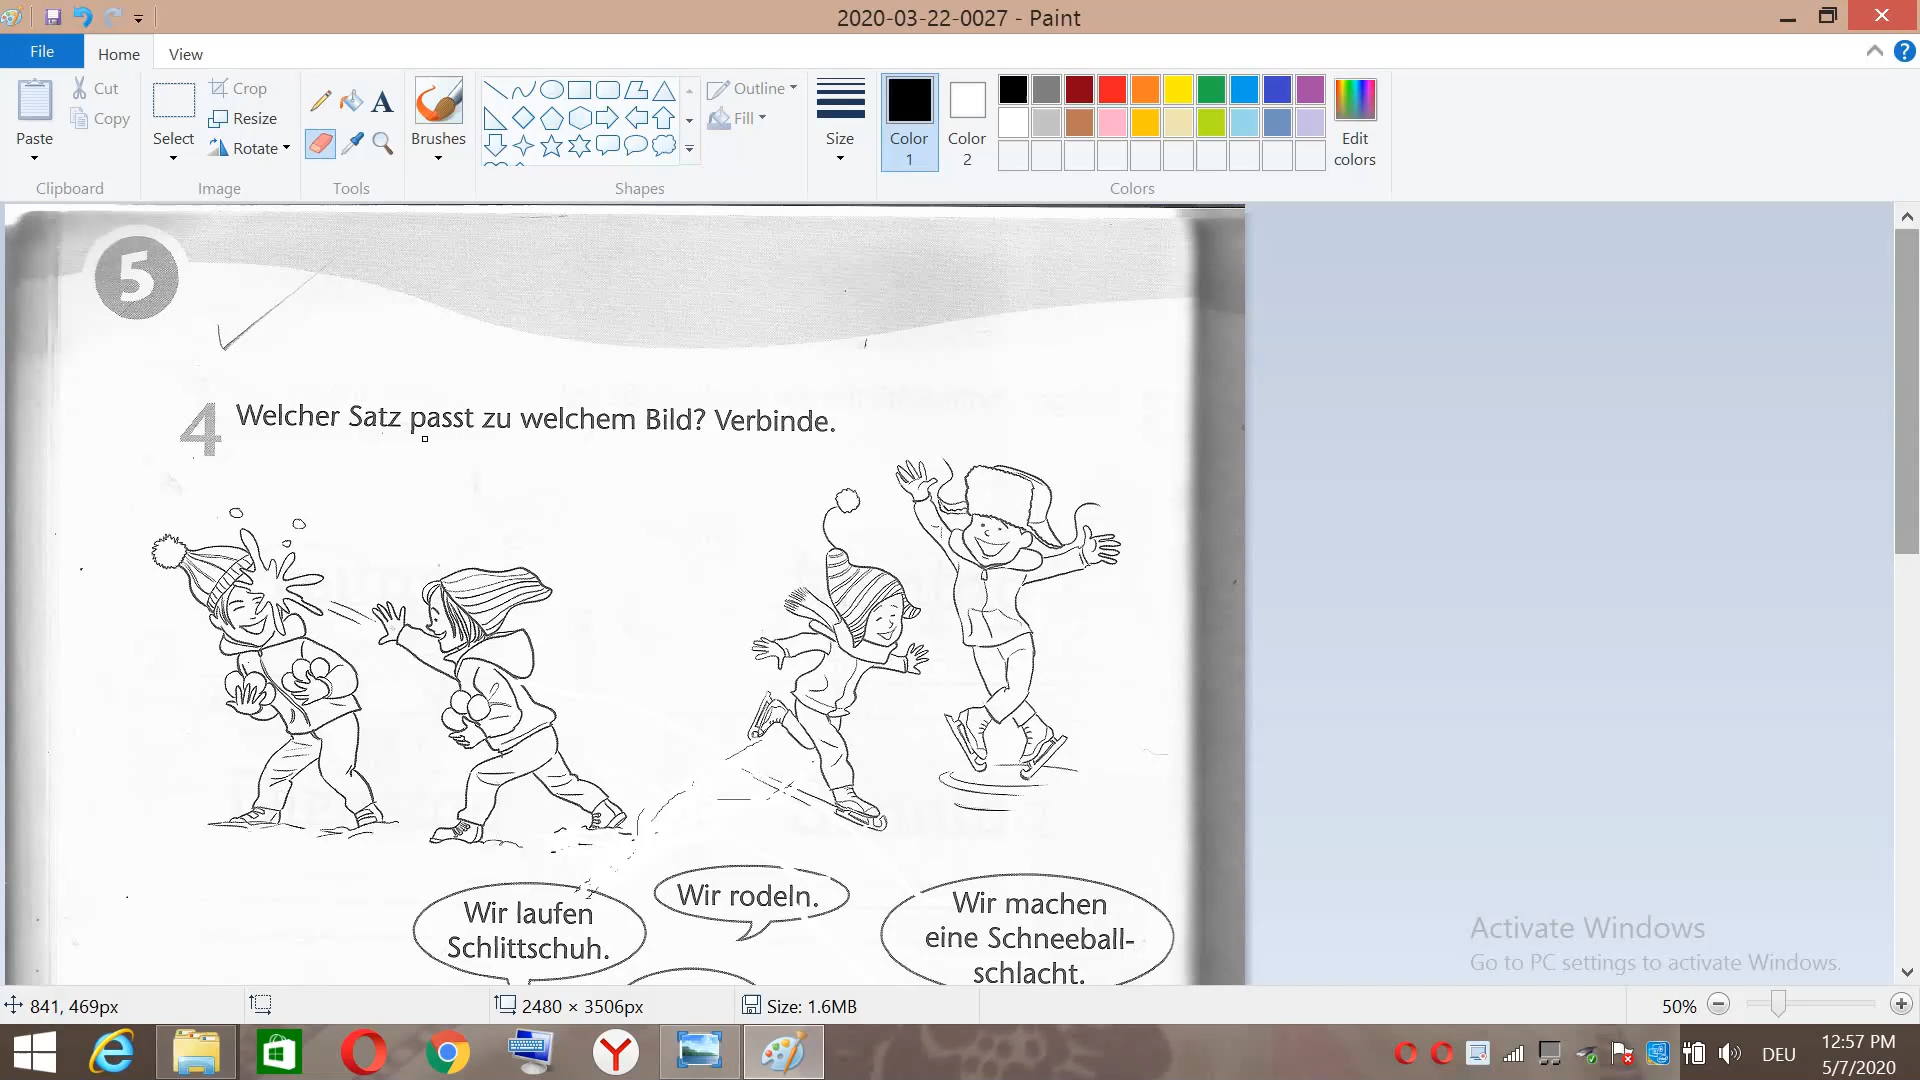 2020-03-22-0027 - Paint
File
Home
View
Paste
Cut
Copy
Clipboard
Select
Crop
Resize
Rotate
Image
A
Tools
Brushes
Shapes
Outline
Fill
Size
Color
1
Color
2
Edit
colors
Colors
5
4 Welcher Satz passt zu welchem Bild? Verbinde.
Wir laufen
Schlittschuh.
Wir rodeln.
Wir machen
eine Schneeball-
schlacht.
Activate Windows
Go to PC settings to activate Windows.
841, 469px
2480 × 3506px
Size: 1.6MB
50%
DEU
12:57 PM
5/7/2020